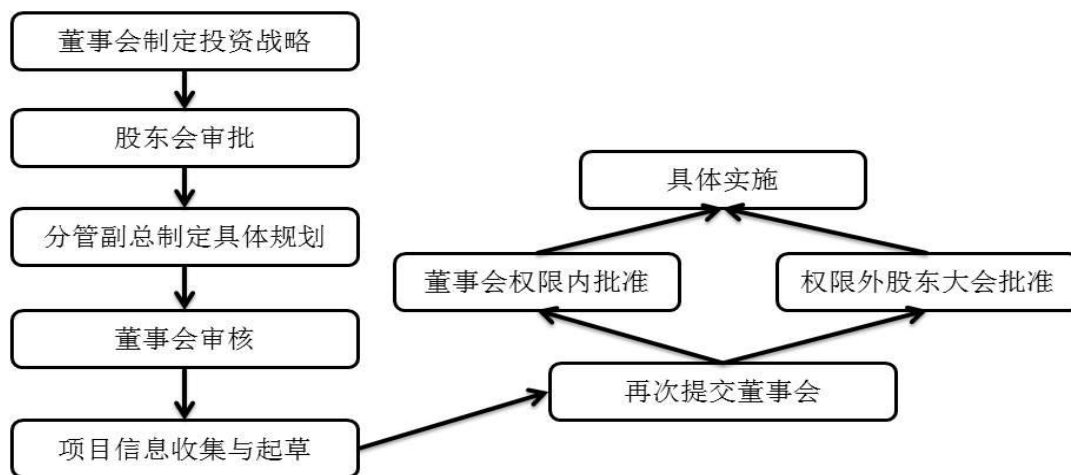 董事会制定投资战略
股东会审批
分管副总制定具体规划
董事会审核
项目信息收集与起草
再次提交董事会
董事会权限内批准
权限外股东大会批准
具体实施